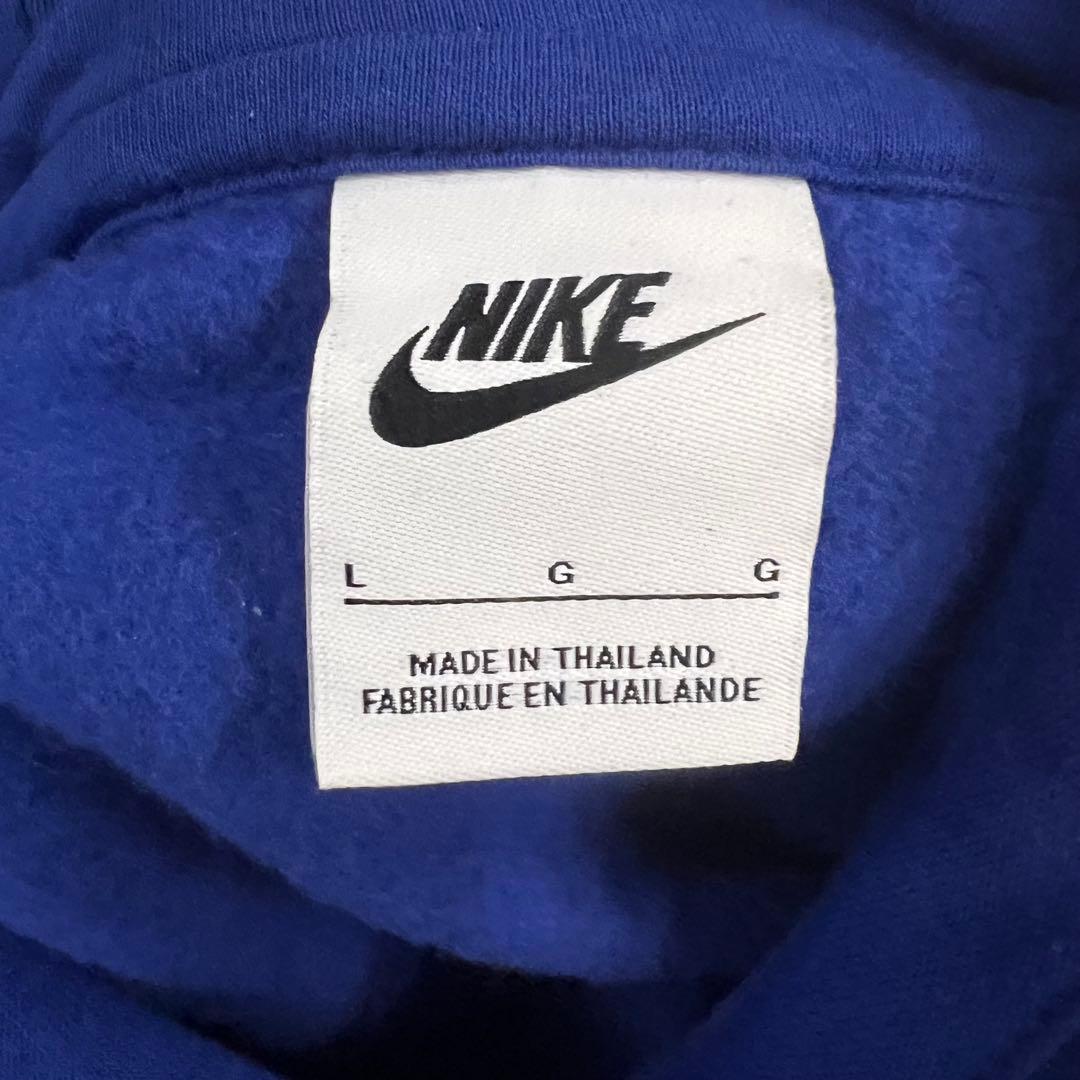 NIKE
L G G
MADE IN THAILAND
FABRIQUE EN THAILANDE